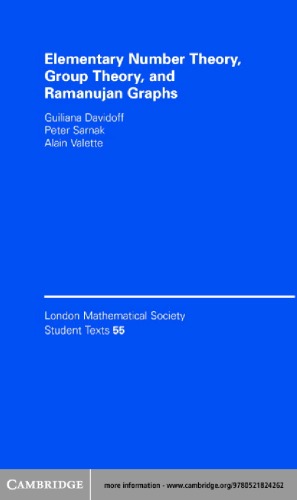 Elementary Number Theory,
Group Theory, and
Ramanujan Graphs
Guiliana Davidoff
Peter Sarnak
Alain Valette
London Mathematical Society
Student Texts 55
CAMBRIDGE
more information - www.cambridge.org/9780521824262